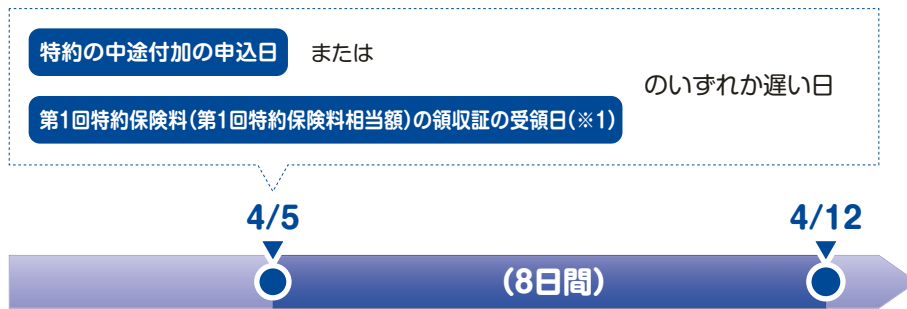 特約の中途付加の申込日 または
のいずれか遅い日
第1回特約保険料(第1回特約保険料相当額)の領収証の受領日(※1)
4/5 4/12
(8日間)